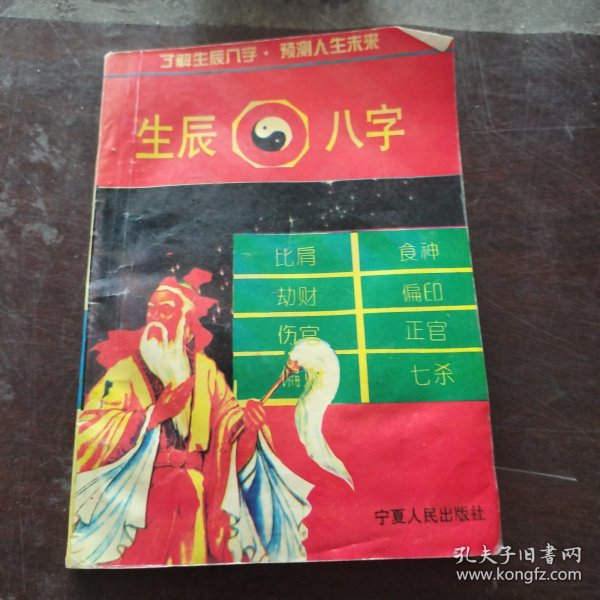 了解生辰八字·预测人生未来
生辰 八字
比肩 食神
劫财 偏印
伤官 正官
七杀
宁夏人民出版社
孔夫子旧书网
www.kongfz.com